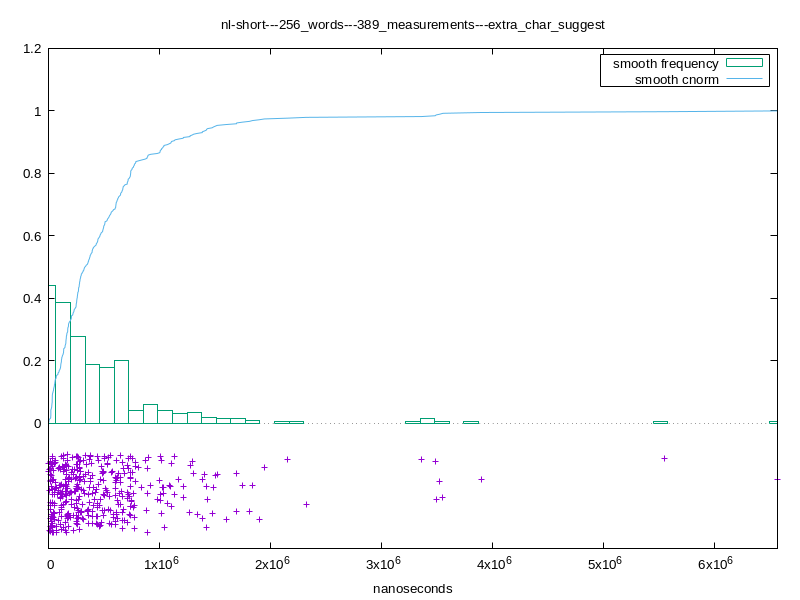 nl-short---256_words---389_measurements---extra_char_suggest
smooth frequency
smooth cnorm
1.2
1
0.8
0.6
0.4
0.2
0
0 1x10^6 2x10^6 3x10^6 4x10^6 5x10^6 6x10^6
nanoseconds